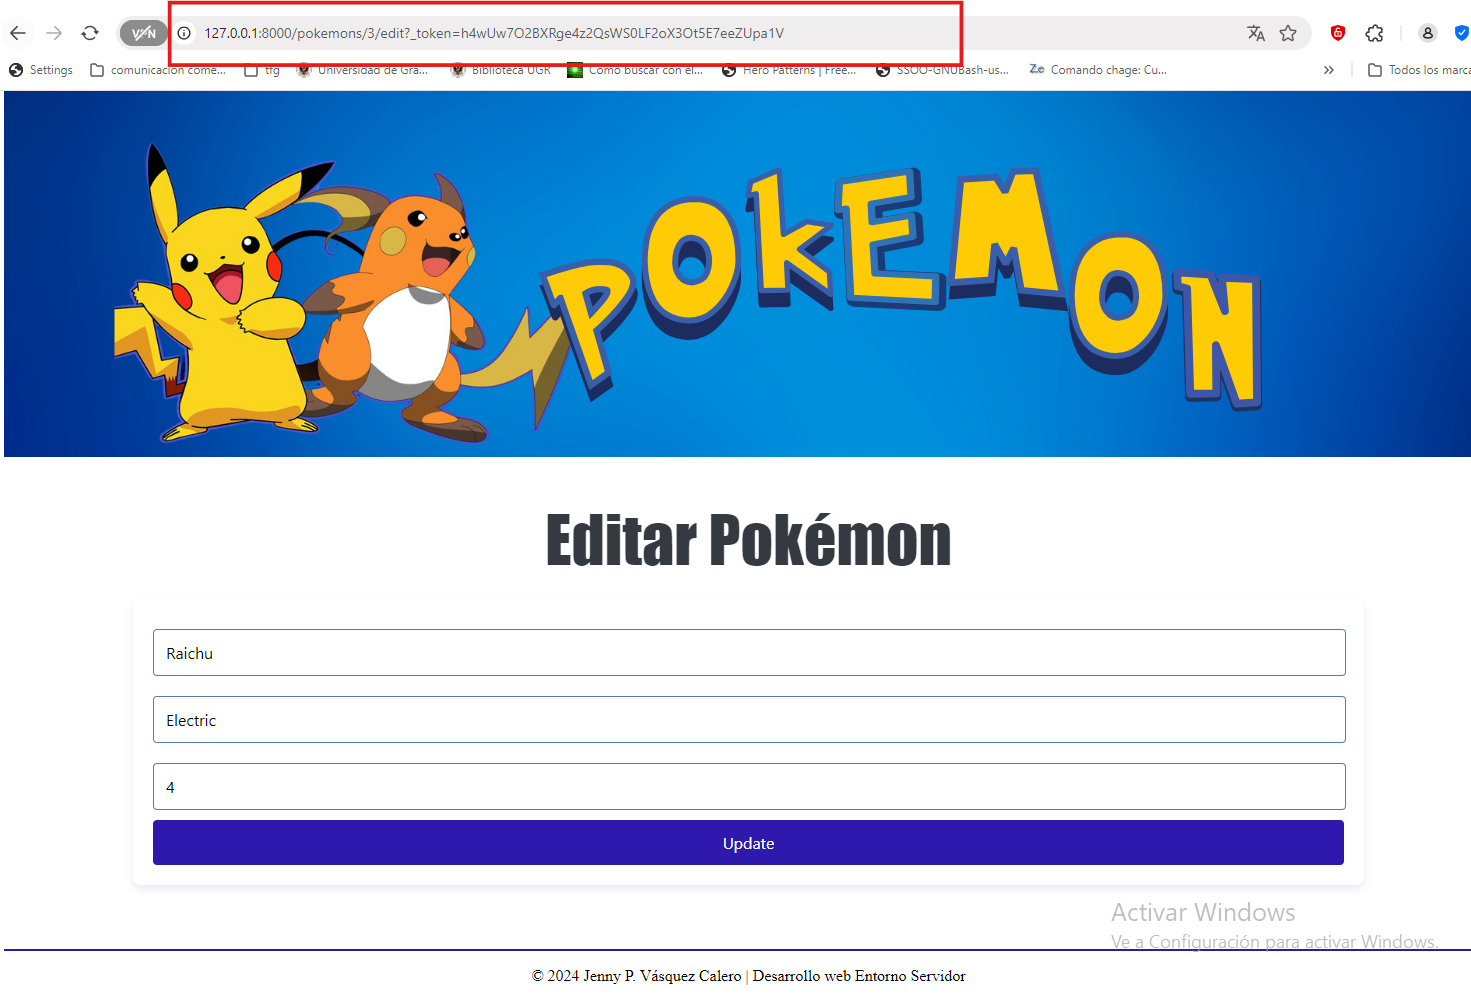 VPN 127.0.0.1:8000/pokemons/3/edit?_token=h4wUw7O2BXRge4z2QsWS0LF2oX3Ot5E7eeZUpa1V
Settings comunicacion come... tfg Universidad de Gra... Biblioteca UGR Como buscar con el... Hero Patterns | Free... SSOO-GNUBash-us... Ze Comando chage: Cu... » Todos los marca
POKEMON
Editar Pokémon
Raichu
Electric
4
Update
Activar Windows
Ve a Configuración para activar Windows.
© 2024 Jenny P. Vásquez Calero | Desarrollo web Entorno Servidor